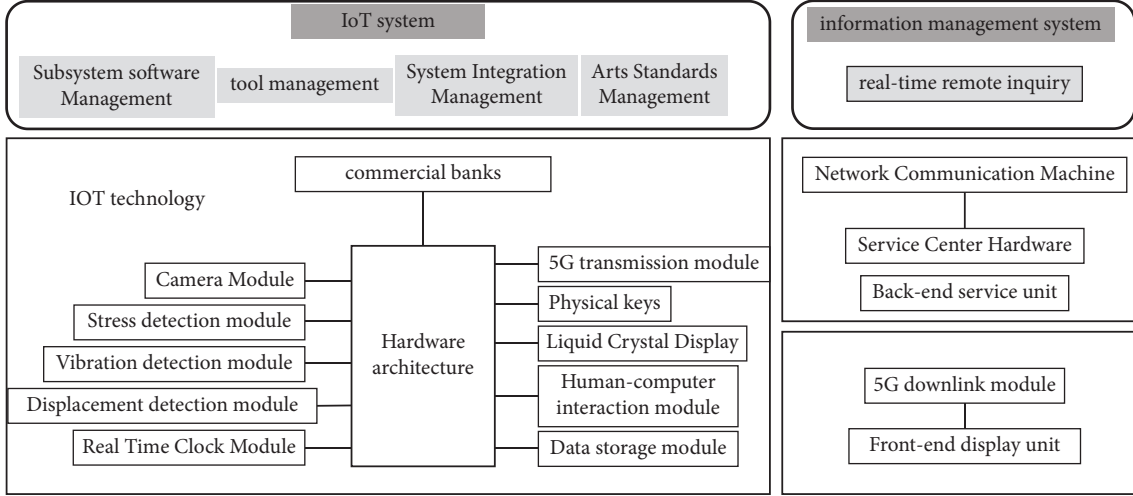 IoT system
Subsystem software
Management
tool management
System Integration
Management
Arts Standards
Management
information management system
real-time remote inquiry
IOT technology
commercial banks
Hardware
architecture
Camera Module
Stress detection module
Vibration detection module
Displacement detection module
Real Time Clock Module
5G transmission module
Physical keys
Liquid Crystal Display
Human-computer
interaction module
Data storage module
Network Communication Machine
Service Center Hardware
Back-end service unit
5G downlink module
Front-end display unit